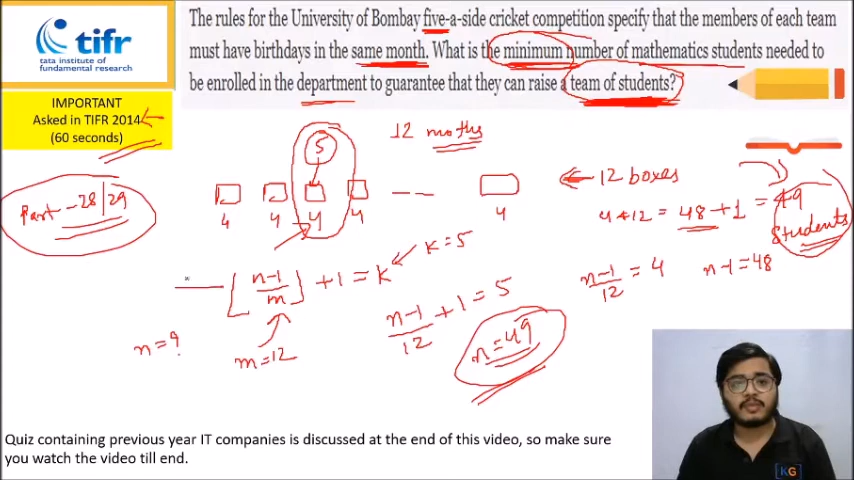 tifr
tata institute of
fundamental research
The rules for the University of Bombay five-a-side cricket competition specify that the members of each team
must have birthdays in the same month. What is the minimum number of mathematics students needed to
be enrolled in the department to guarantee that they can raise a team of students?
IMPORTANT
Asked in TIFR 2014
(60 seconds)
Part - 28/29
5
12 moths
4 4 4 4 4
12 boxes
4*12 = 48+1 = 49
Students
[n-1/m] + 1 = k
k=5
m=12
n=?
n-1/12 + 1 = 5
n=49
n-1/12 = 4
n-1=48
KG
Quiz containing previous year IT companies is discussed at the end of this video, so make sure
you watch the video till end.